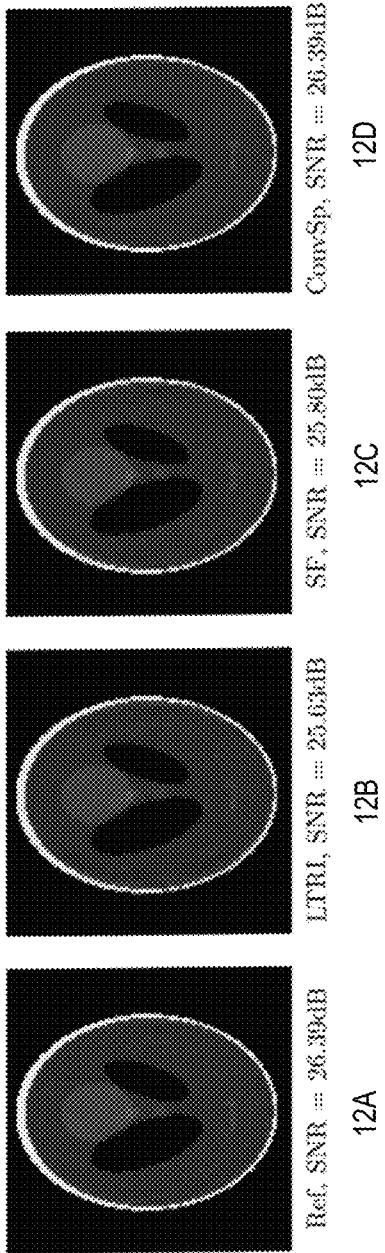 Ref, SNR = 26.39dB
12A
LTRI, SNR = 25.63dB
12B
SF, SNR = 25.80dB
12C
ConvSp, SNR = 26.39dB
12D